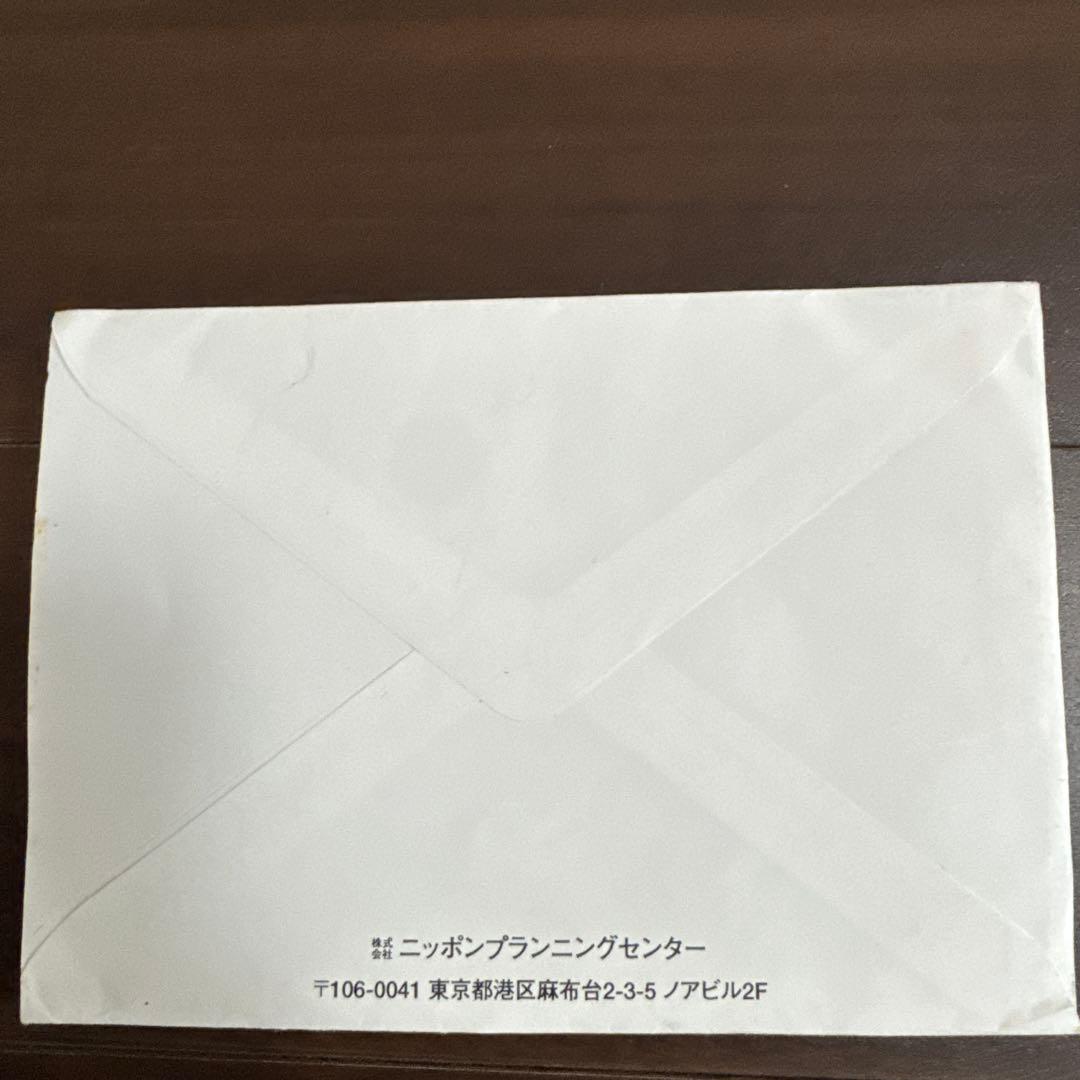 株式会社 ニッポンプランニングセンター
〒106-0041 東京都港区麻布台2-3-5 ノアビル2F